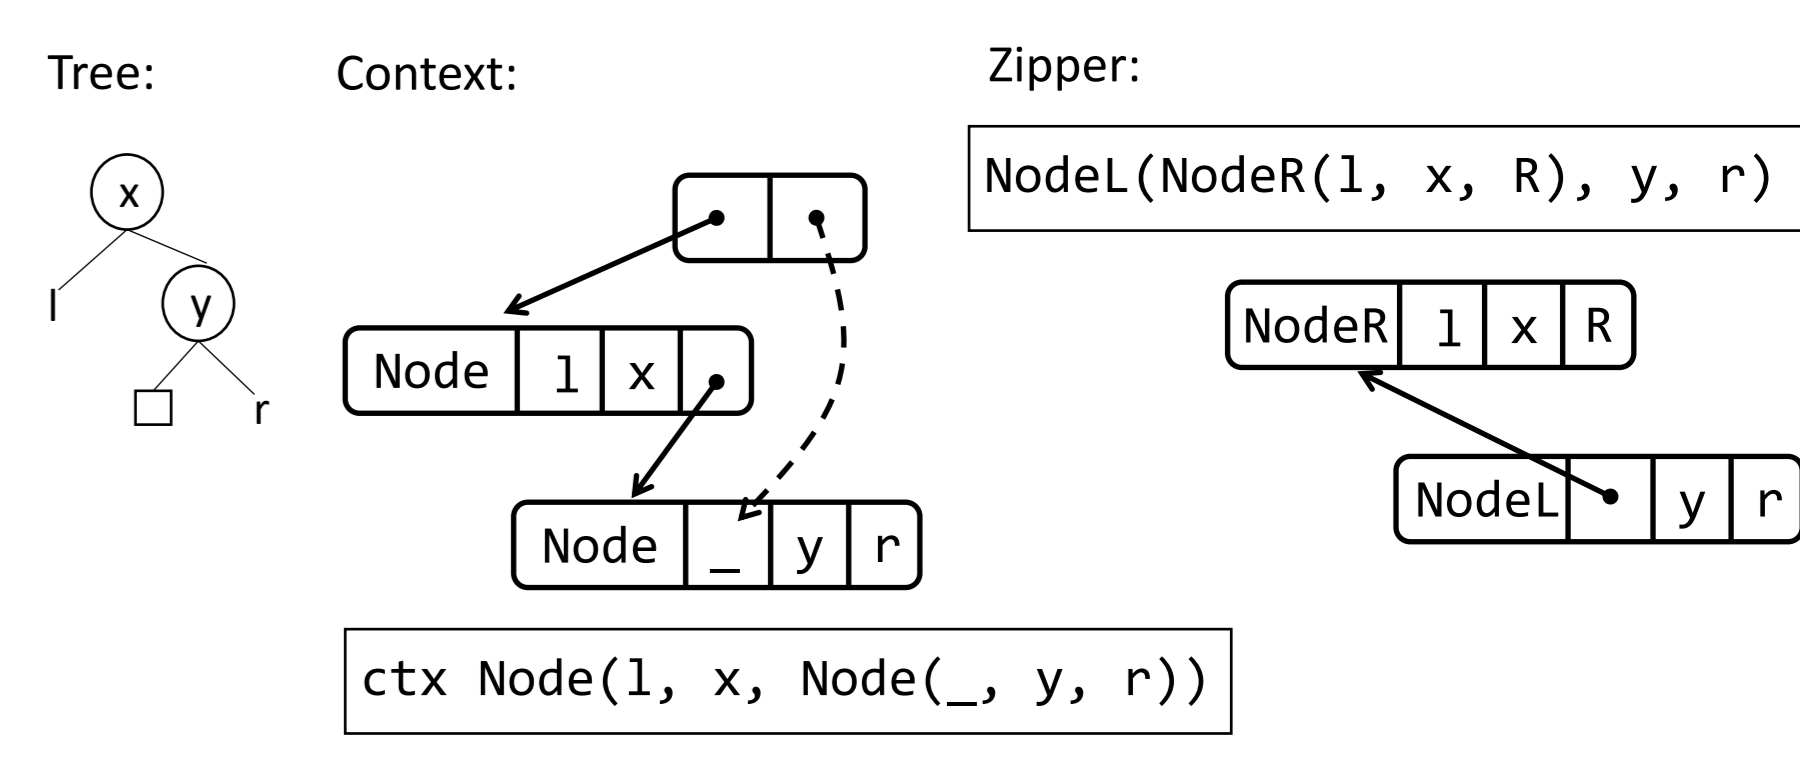 Tree:
x
l
y
r
Context:
Node l x
Node _ y r
ctx Node(l, x, Node(_, y, r))
Zipper:
NodeL(NodeR(l, x, R), y, r)
NodeR l x R
NodeL y r